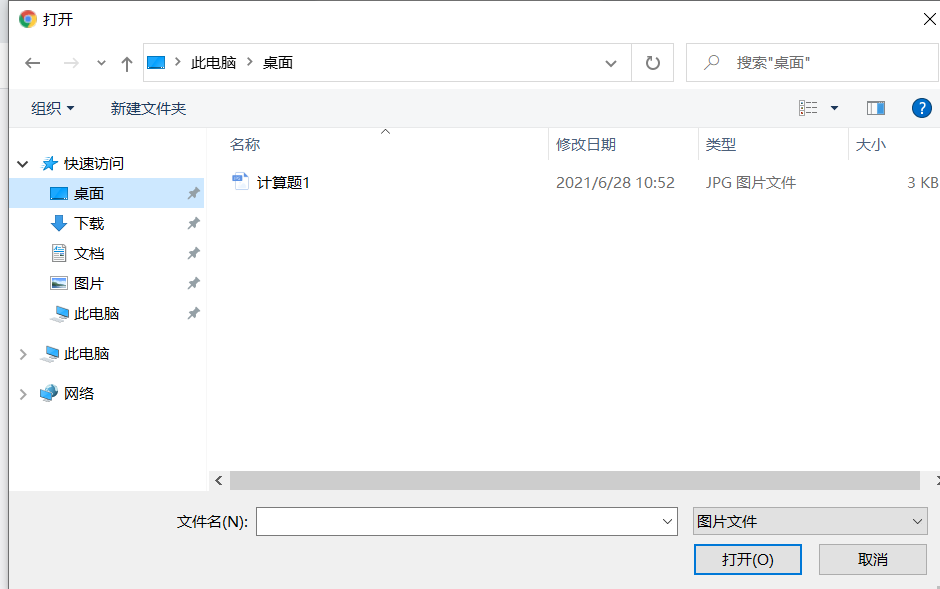 打开
此电脑 桌面 搜索"桌面"
组织 新建文件夹 ?
名称 修改日期 类型 大小
快速访问
桌面
下载
文档
图片
此电脑
此电脑
网络
计算题1 2021/6/28 10:52 JPG 图片文件 3 KB
文件名(N): 图片文件
打开(O) 取消